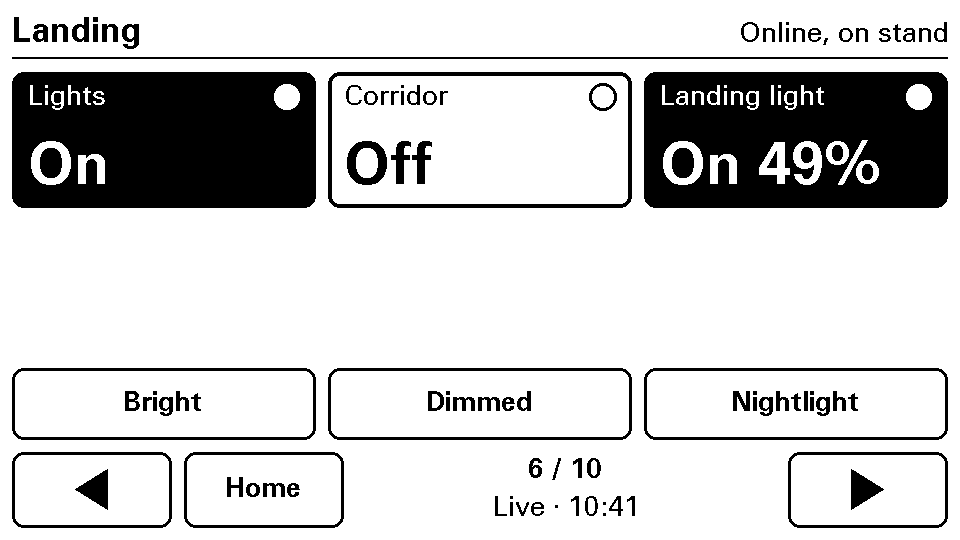 Landing
Online, on stand
Lights
Corridor
Landing light
On
Off
On 49%
Bright
Dimmed
Nightlight
Home
6 / 10
Live · 10:41